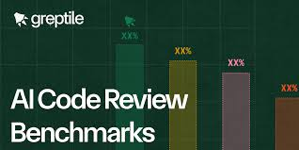 greptile
XX%
XX%
XX%
XX%
AI Code Review
Benchmarks